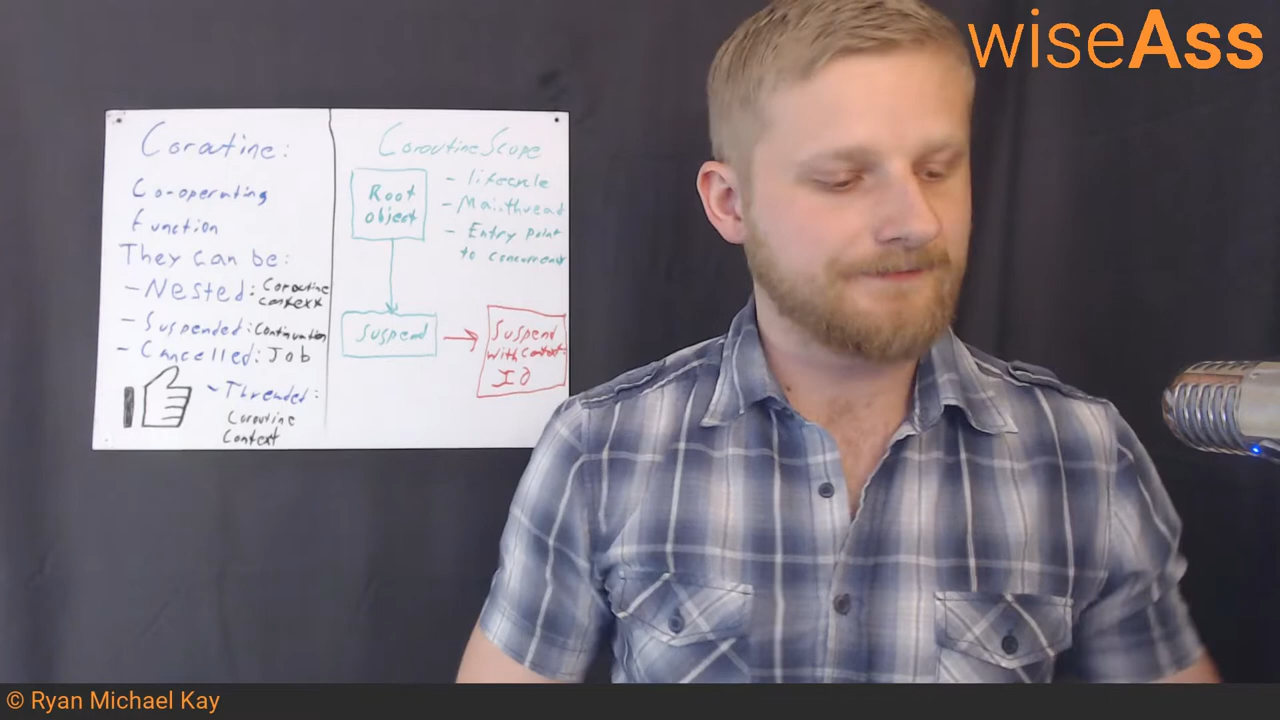 wiseAss
Coroutine:
Co-operating
function
They can be:
- Nested: Coroutine
context
- Suspended: Continuation
- Cancelled: Job
- Threaded:
Coroutine
Context
CoroutineScope
Root
object
- lifecycle
- Mainthread
- Entry point
to concurrent
Suspend
Suspend
with context:
IO
© Ryan Michael Kay